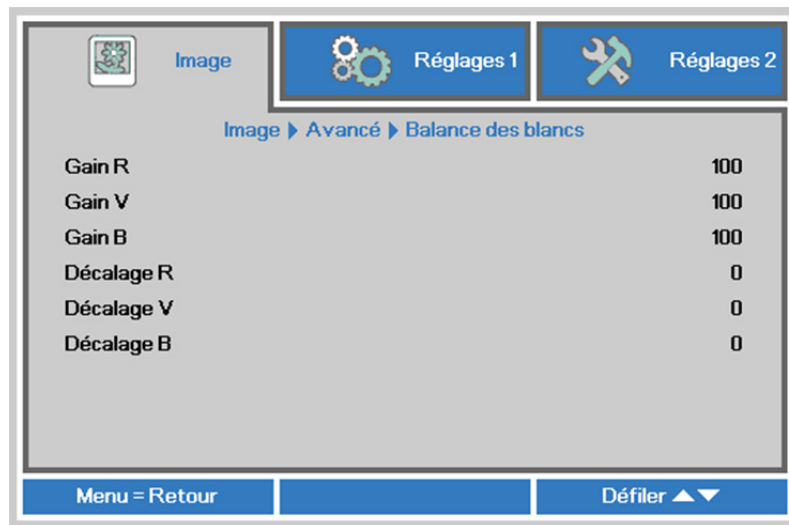 Image
Réglages 1
Réglages 2
Image ▶ Avancé ▶ Balance des blancs
Gain R 100
Gain V 100
Gain B 100
Décalage R 0
Décalage V 0
Décalage B 0
Menu = Retour
Défiler ▲▼